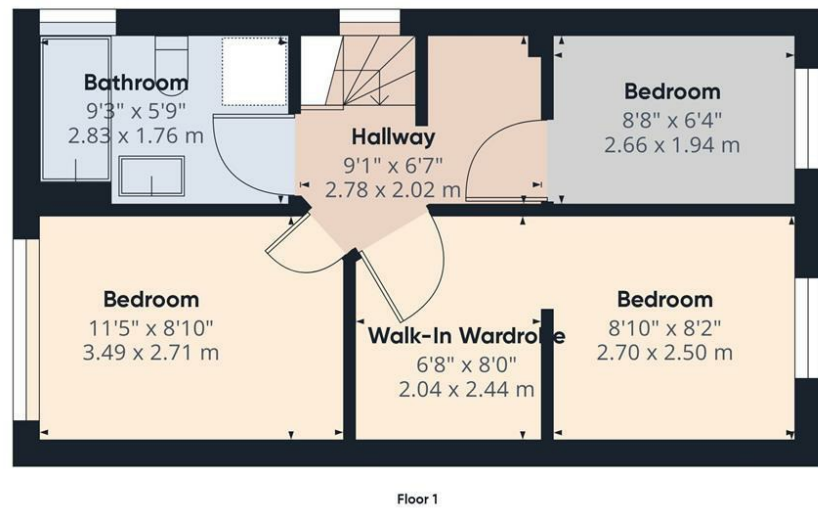 Bathroom
9'3" x 5'9"
2.83 x 1.76 m
Hallway
9'1" x 6'7"
2.78 x 2.02 m
Bedroom
8'8" x 6'4"
2.66 x 1.94 m
Bedroom
11'5" x 8'10"
3.49 x 2.71 m
Walk-In Wardrobe
6'8" x 8'0"
2.04 x 2.44 m
Bedroom
8'10" x 8'2"
2.70 x 2.50 m
Floor 1